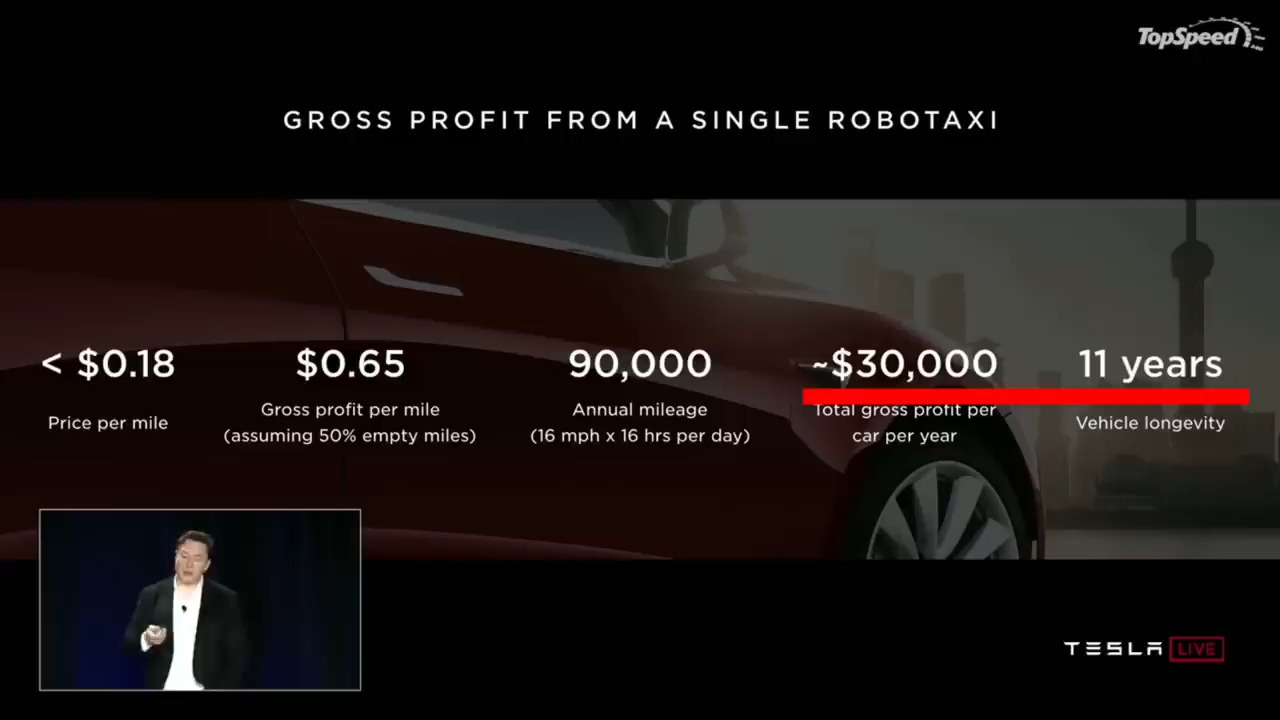 TopSpeed
GROSS PROFIT FROM A SINGLE ROBOTAXI
< $0.18
Price per mile
$0.65
Gross profit per mile
(assuming 50% empty miles)
90,000
Annual mileage
(16 mph x 16 hrs per day)
~$30,000
Total gross profit per
car per year
11 years
Vehicle longevity
TESLA LIVE